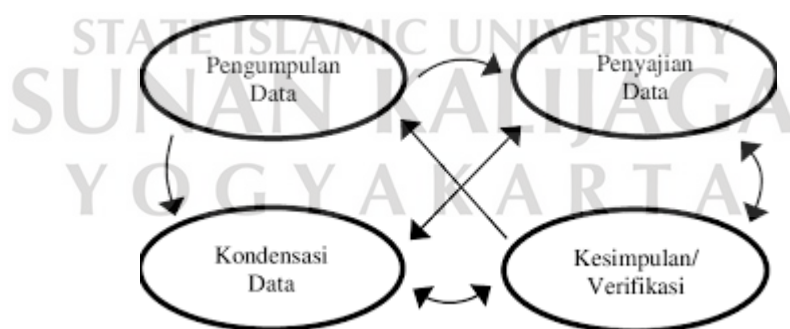 STATE ISLAMIC UNIVERSITY
SUNAN KALIJAGA
YOGYAKARTA
Pengumpulan
Data
Penyajian
Data
Kondensasi
Data
Kesimpulan/
Verifikasi